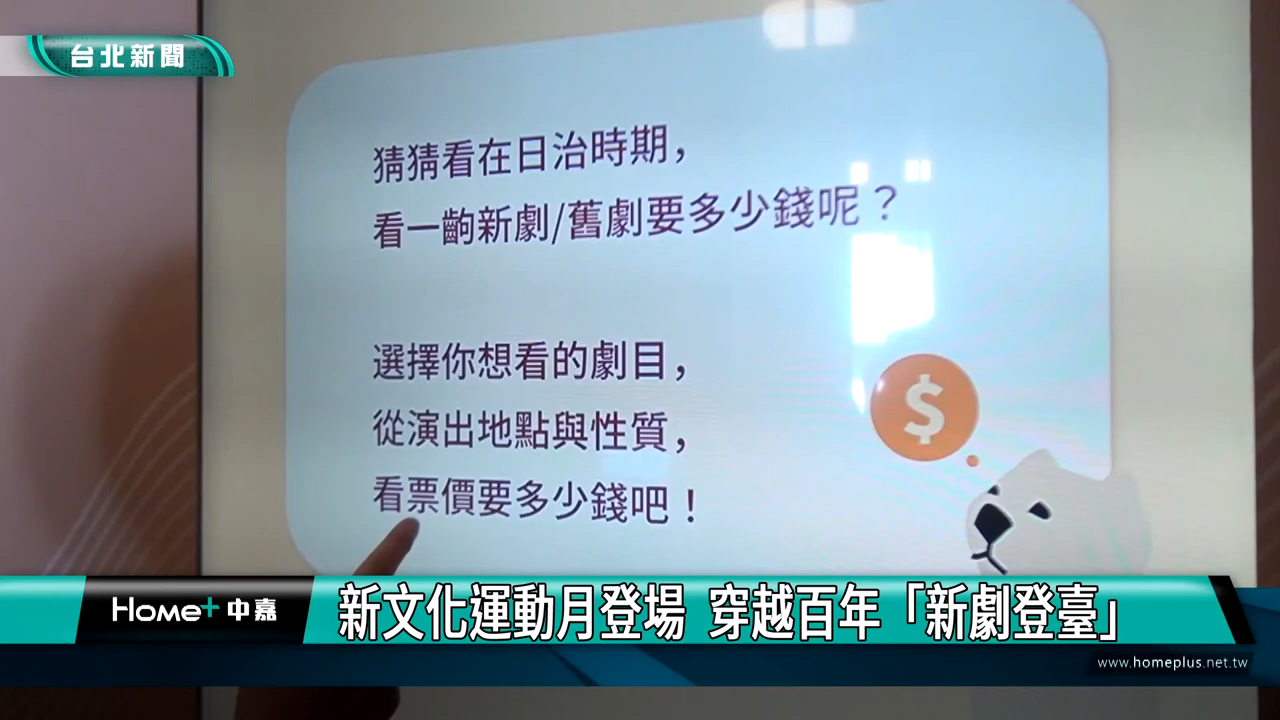 台北新聞
猜猜看在日治時期，
看一齣新劇/舊劇要多少錢呢？
選擇你想看的劇目，
從演出地點與性質，
看票價要多少錢吧！
$
Home+ 中嘉
新文化運動月登場 穿越百年「新劇登臺」
www.homeplus.net.tw